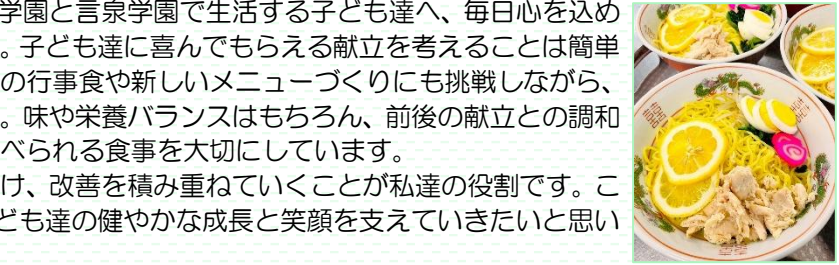 学園と言泉学園で生活する子ども達へ、毎日心を込め
。子ども達に喜んでもらえる献立を考えることは簡単
の行事食や新しいメニューづくりにも挑戦しながら、
。味や栄養バランスはもちろん、前後の献立との調和
べられる食事を大切にしています。
け、改善を積み重ねていくことが私達の役割です。こ
ども達の健やかな成長と笑顔を支えていきたいと思い